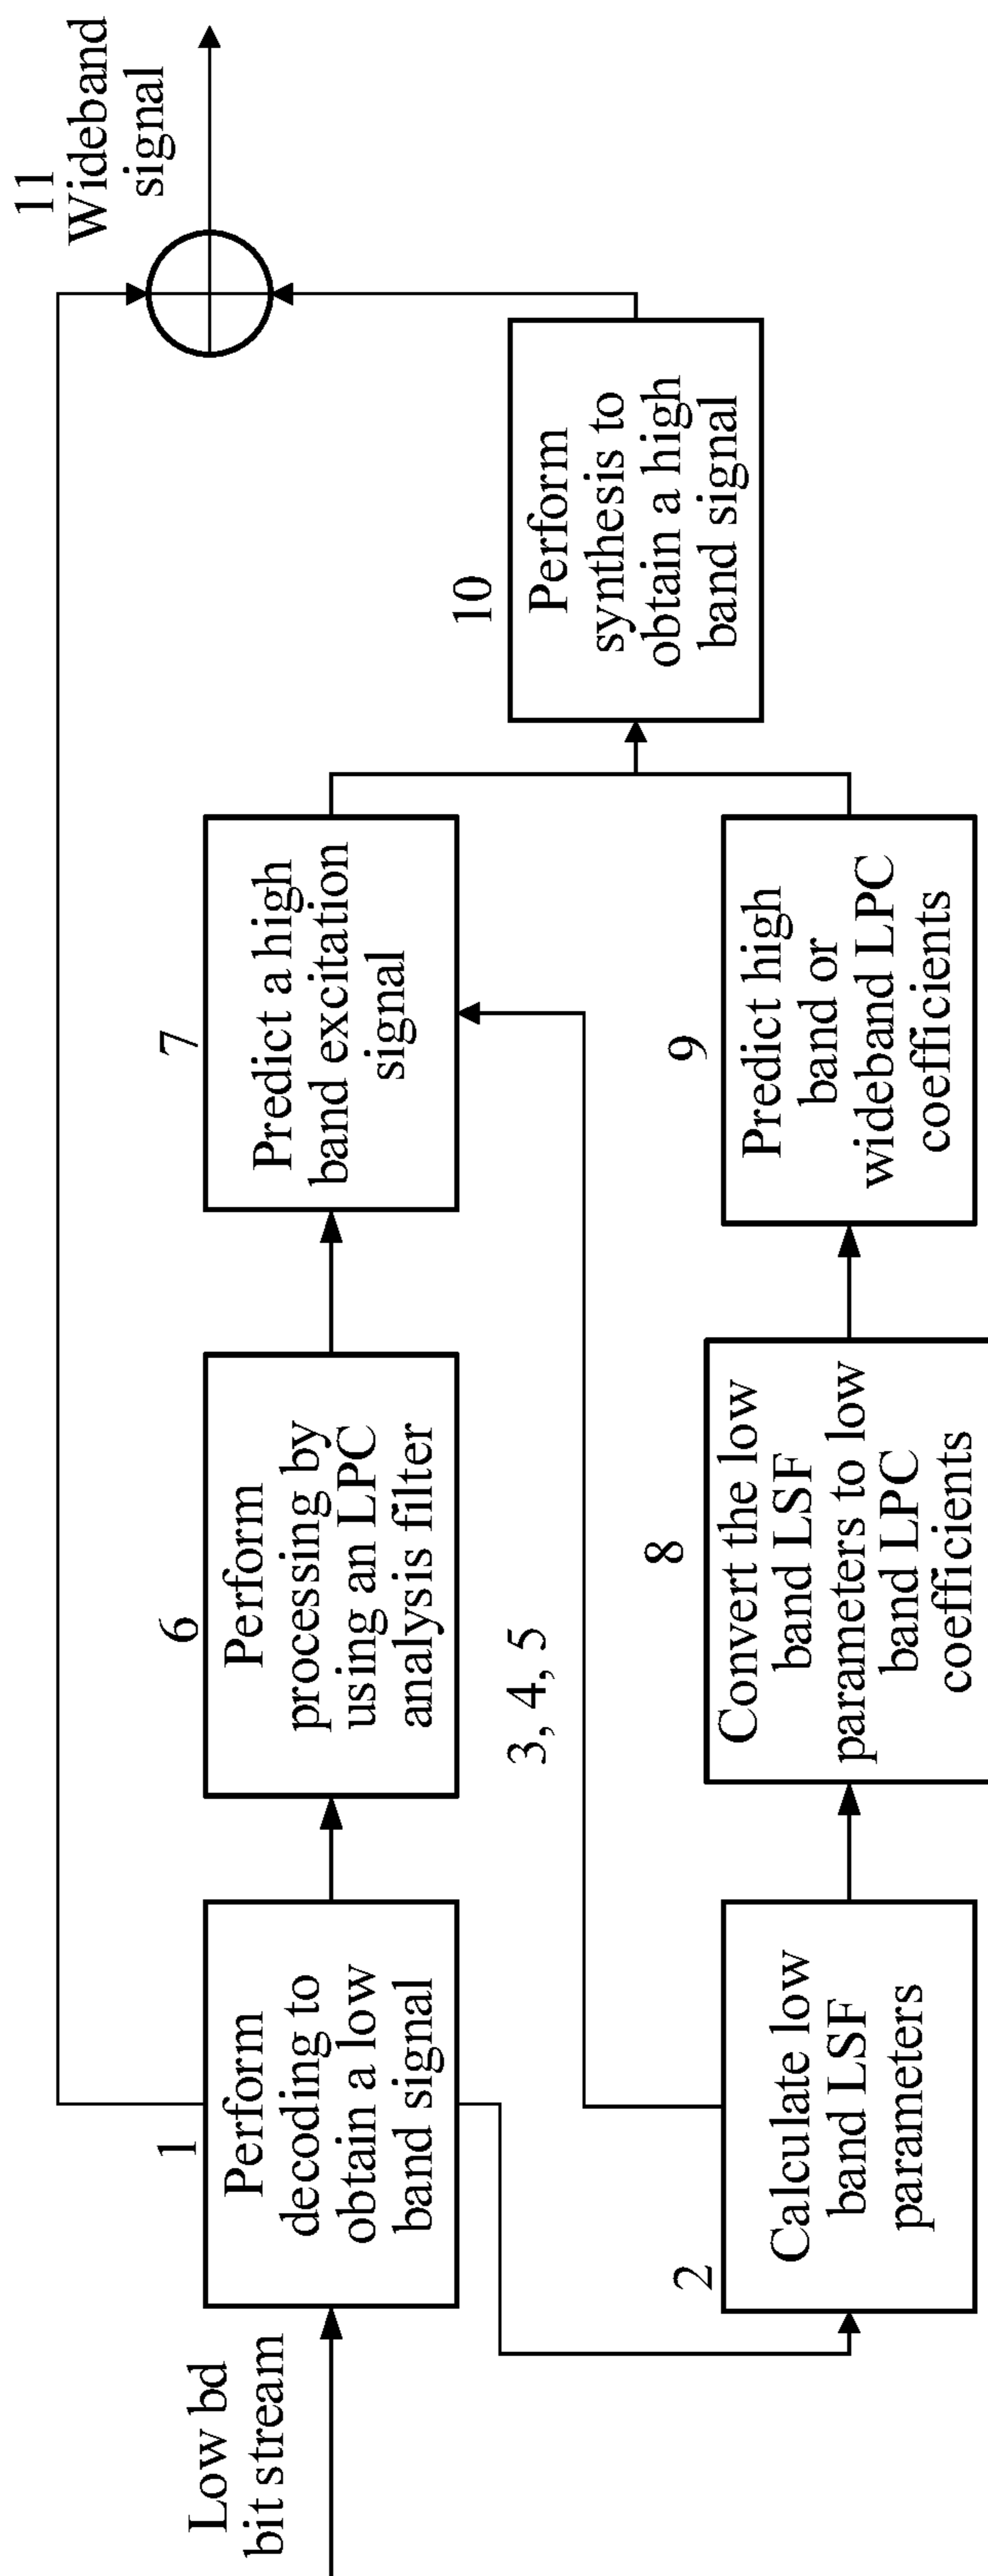 Low bd
bit stream
1
Perform
decoding to
obtain a low
band signal
6
Perform
processing by
using an LPC
analysis filter
7
Predict a high
band excitation
signal
11
Wideband
signal
3, 4, 5
2
Calculate low
band LSF
parameters
8
Convert the low
band LSF
parameters to low
band LPC
coefficients
9
Predict high
band or
wideband LPC
coefficients
10
Perform
synthesis to
obtain a high
band signal